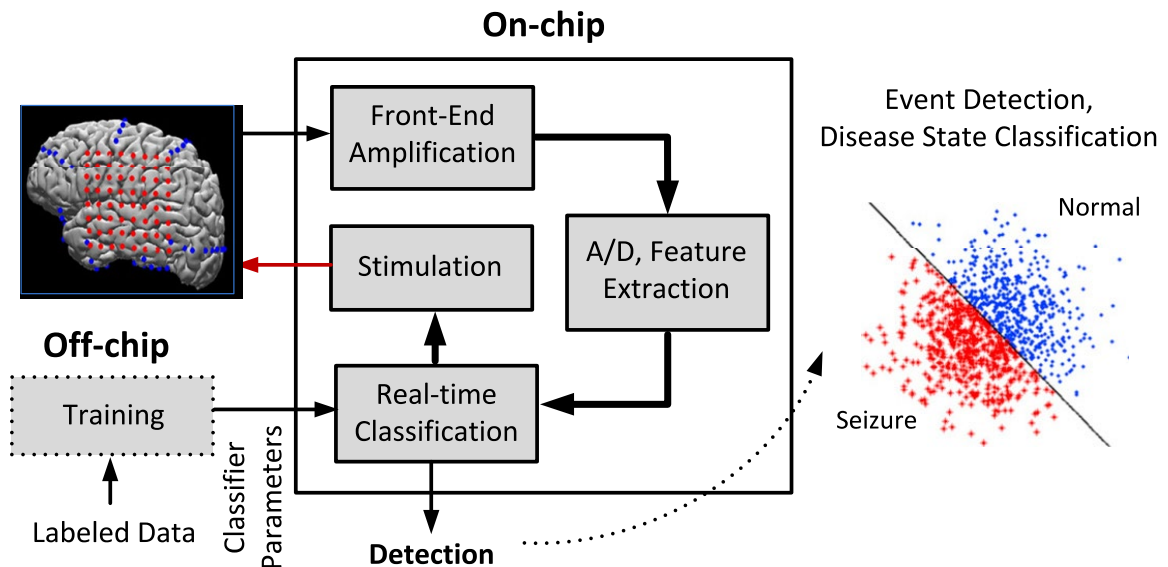 On-chip
Front-End
Amplification
Event Detection,
Disease State Classification
Normal
Stimulation
A/D, Feature
Extraction
Off-chip
Training
Real-time
Classification
Seizure
Classifier
Parameters
Labeled Data
Detection